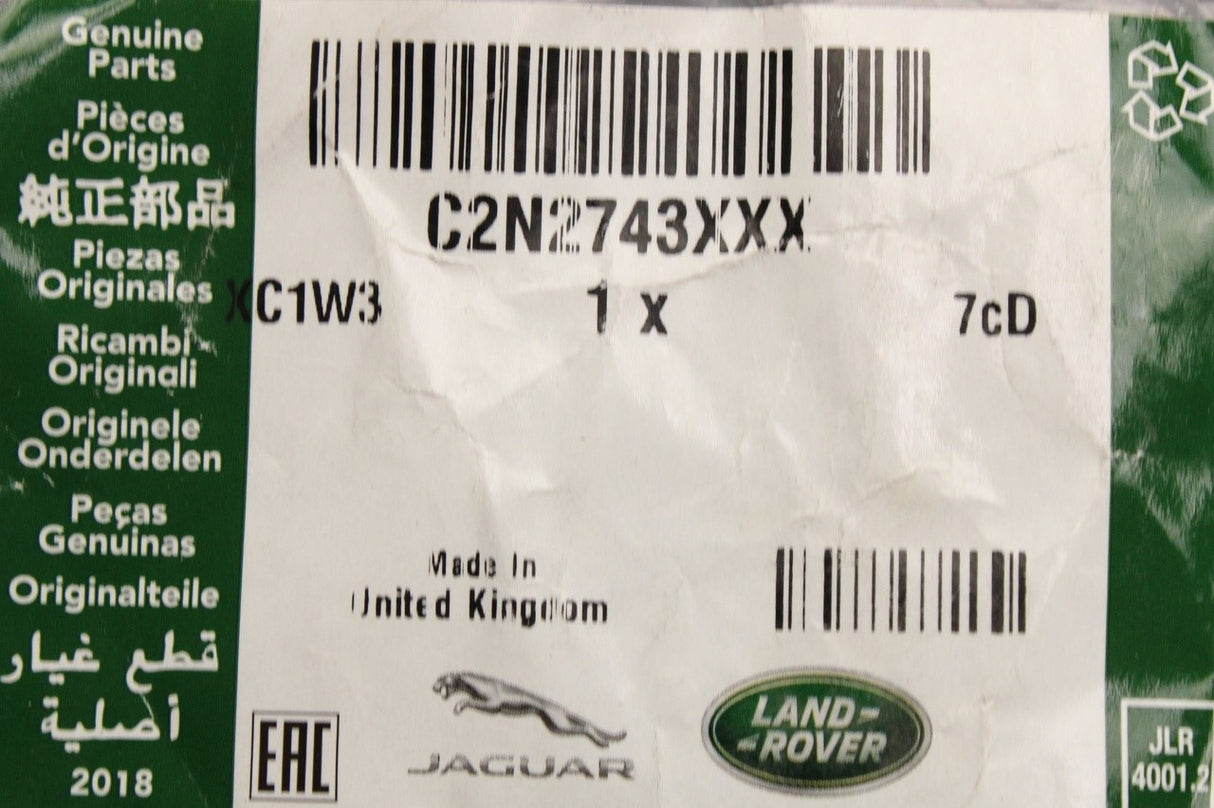 Genuine
Parts
Pièces
d'Origine
純正部品
Piezas
Originales
Ricambi
Originali
Originele
Onderdelen
Peças
Genuinas
Originalteile
قطع غيار
أصلية
2018
C2N2743XXX
XC1W3 1 x 7cD
Made In
United Kingdom
EAC
JAGUAR
LAND-
-ROVER
JLR
4001.2